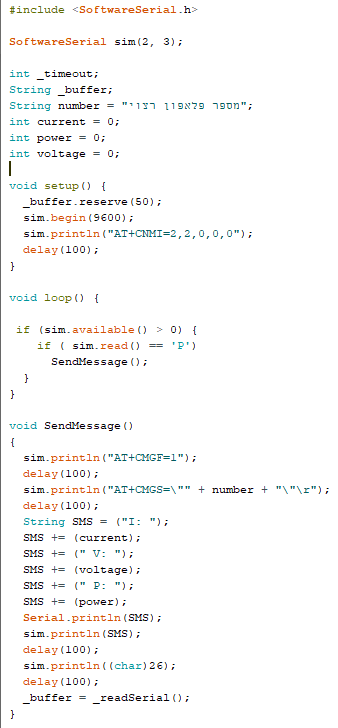 #include <SoftwareSerial.h>
SoftwareSerial sim(2, 3);
int _timeout;
String _buffer;
String number = "מספר פלאפון רצוי";
int current = 0;
int power = 0;
int voltage = 0;
void setup() {
_buffer.reserve(50);
sim.begin(9600);
sim.println("AT+CNMI=2,2,0,0,0");
delay(100);
}
void loop() {
if (sim.available() > 0) {
if ( sim.read() == 'P')
SendMessage();
}
}
void SendMessage()
{
sim.println("AT+CMGF=1");
delay(100);
sim.println("AT+CMGS=\"" + number + "\"\r");
delay(100);
String SMS = ("I: ");
SMS += (current);
SMS += (" V: ");
SMS += (voltage);
SMS += (" P: ");
SMS += (power);
Serial.println(SMS);
sim.println(SMS);
delay(100);
sim.println((char)26);
delay(100);
_buffer = _readSerial();
}